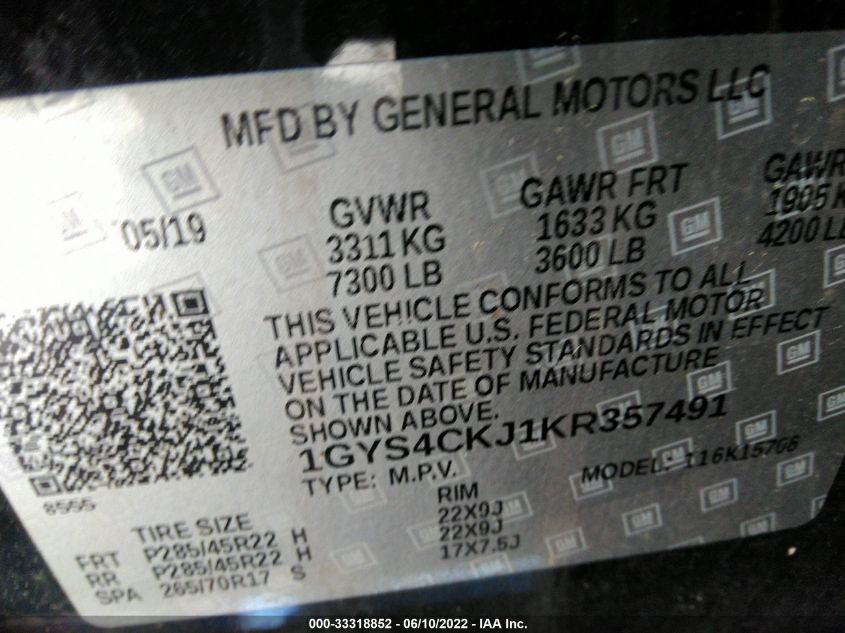 MFD BY GENERAL MOTORS LLC
05/19
GVWR
3311 KG
7300 LB
GAWR FRT
1633 KG
3600 LB
GAWR
1905 K
4200 LB
THIS VEHICLE CONFORMS TO ALL
APPLICABLE U.S. FEDERAL MOTOR
VEHICLE SAFETY STANDARDS IN EFFECT
ON THE DATE OF MANUFACTURE
SHOWN ABOVE.
1GYS4CKJ1KR357491
TYPE: M.P.V.
MODEL: 116K15706
8555
TIRE SIZE
RIM
FRT P285/45R22 H 22X9J
RR P285/45R22 H 22X9J
SPA 265/70R17 S 17X7.5J
GM
000-33318852 - 06/10/2022 - IAA Inc.